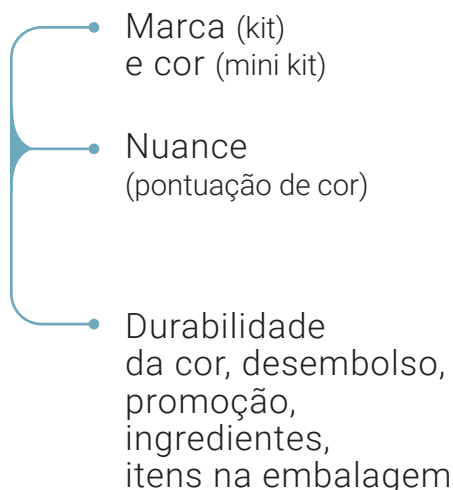 Marca (kit)
e cor (mini kit)
Nuance
(pontuação de cor)
Durabilidade
da cor, desembolso,
promoção,
ingredientes,
itens na embalagem